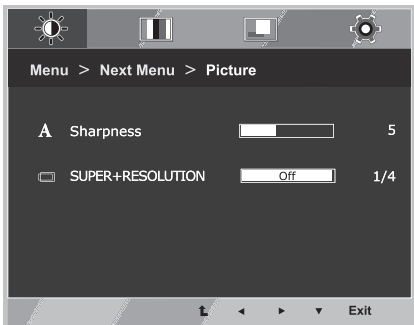 Menu > Next Menu > Picture
A Sharpness 5
SUPER+RESOLUTION Off 1/4
Exit